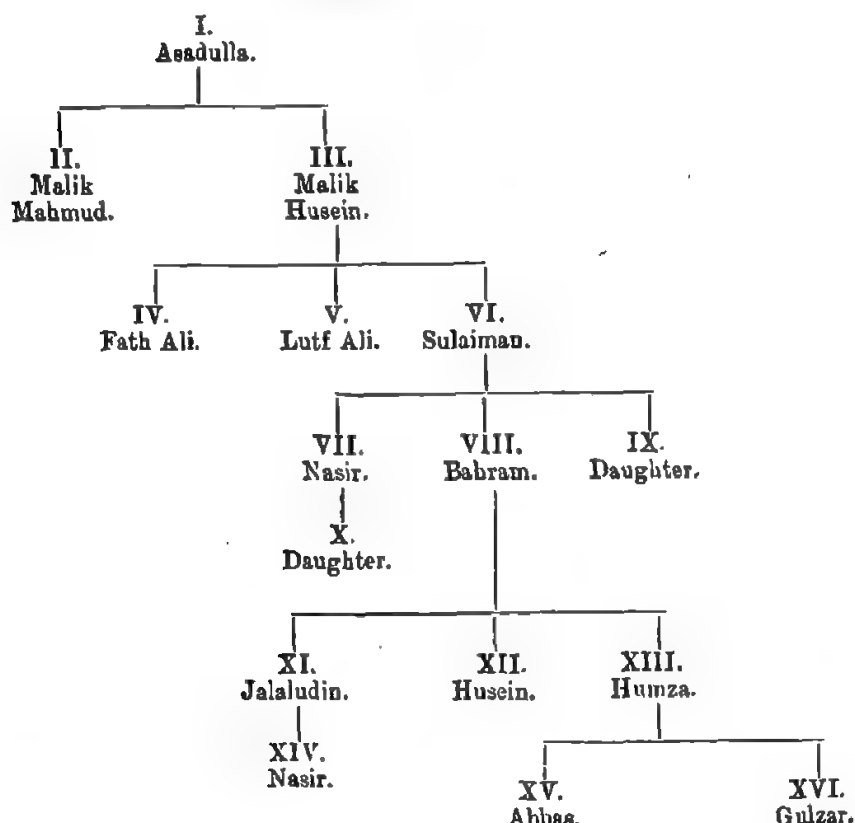 I.
Asadulla.
II. III.
Malik Malik
Mahmud. Husein.
IV. V. VI.
Fath Ali. Lutf Ali. Sulaiman.
VII. VIII. IX.
Nasir. Bahram. Daughter.
X.
Daughter.
XI. XII. XIII.
Jalaludin. Husein. Humza.
XIV.
Nasir.
XV. XVI.
Abbas. Gulzar.